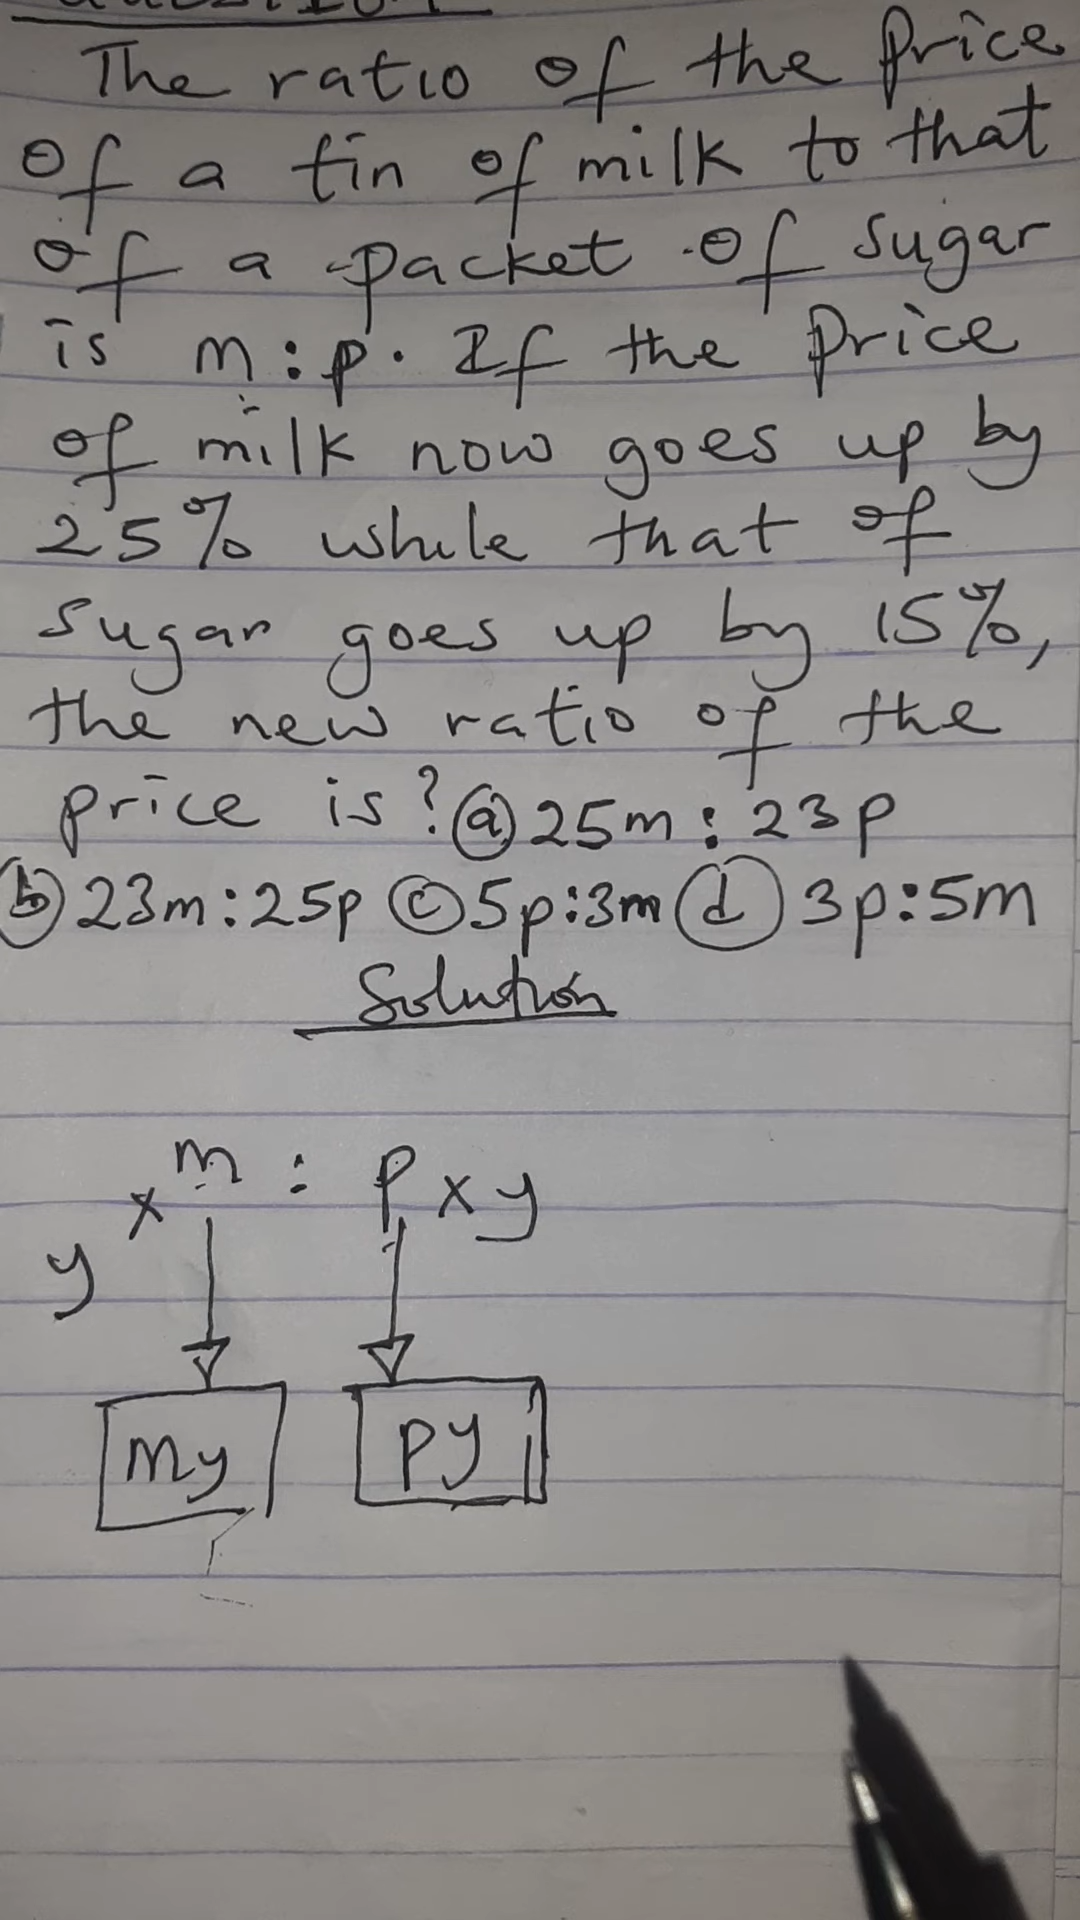 The ratio of the Price
of a tin of milk to that
of a packet of sugar
is m:p. If the price
of milk now goes up by
25% while that of
sugar goes up by 15%,
the new ratio of the
price is? (a) 25m : 23p
(b) 23m:25p (c) 5p:3m (d) 3p:5m
Solution
m : p x y
x
y
my py